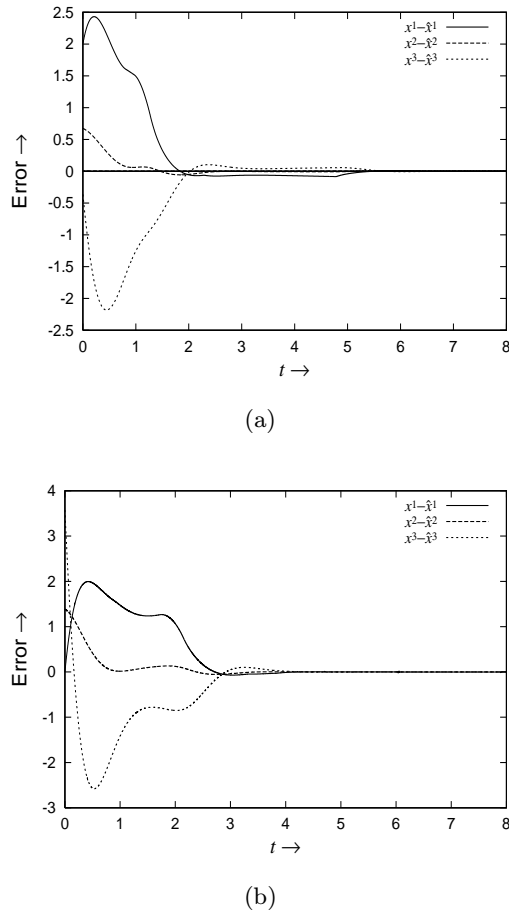 2.5
2
1.5
1
0.5
0
-0.5
-1
-1.5
-2
-2.5
Error →
x¹–x̂¹
x²–x̂²
x³–x̂³
0 1 2 3 4 5 6 7 8
t →
(a)
4
3
2
1
0
-1
-2
-3
Error →
x¹–x̂¹
x²–x̂²
x³–x̂³
0 1 2 3 4 5 6 7 8
t →
(b)